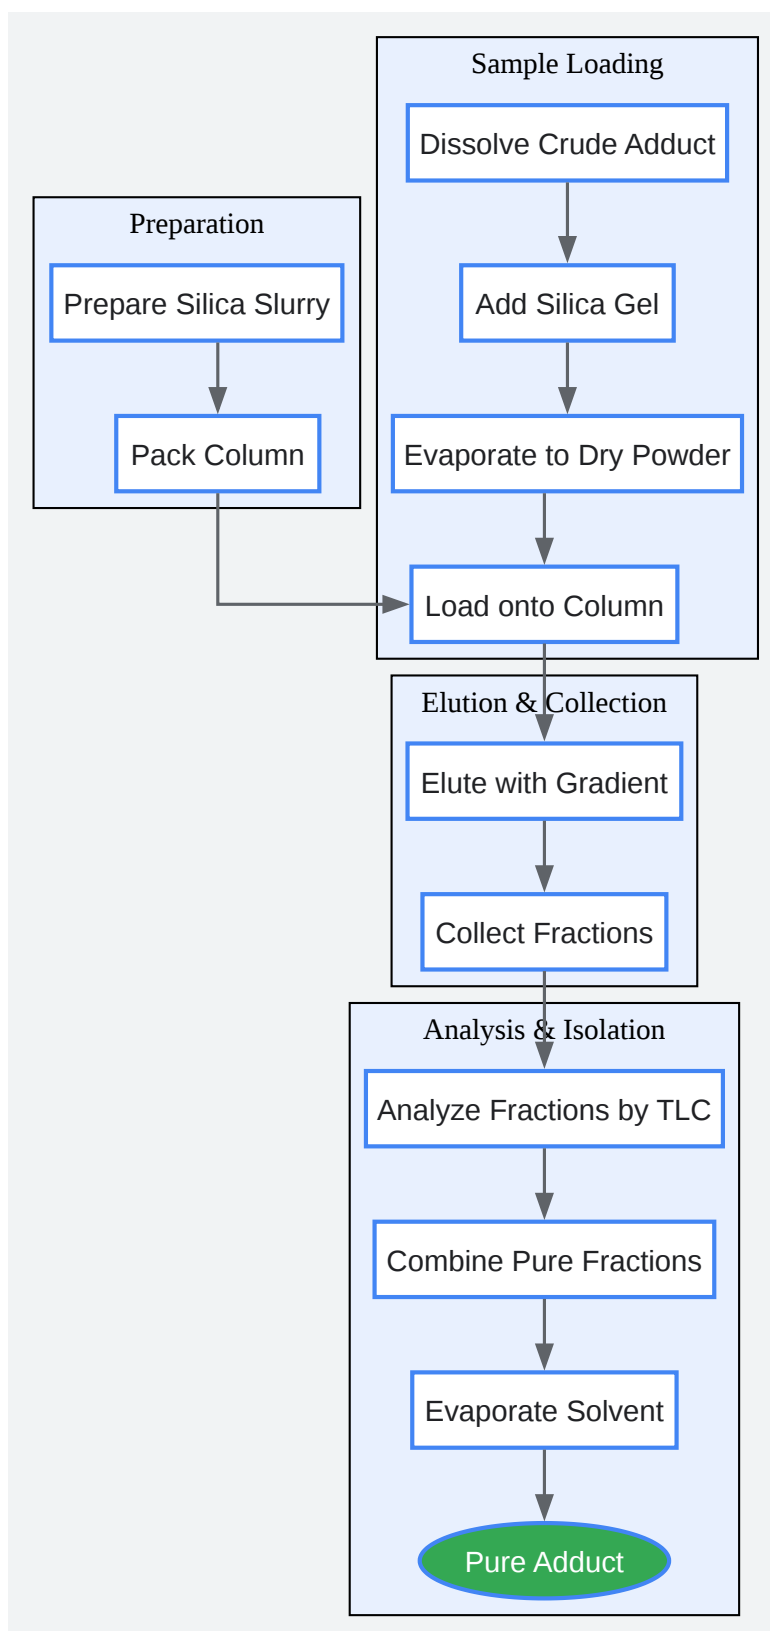 Sample Loading
Dissolve Crude Adduct
Preparation
Prepare Silica Slurry
Add Silica Gel
Pack Column
Evaporate to Dry Powder
Load onto Column
Elution & Collection
Elute with Gradient
Collect Fractions
Analysis & Isolation
Analyze Fractions by TLC
Combine Pure Fractions
Evaporate Solvent
Pure Adduct